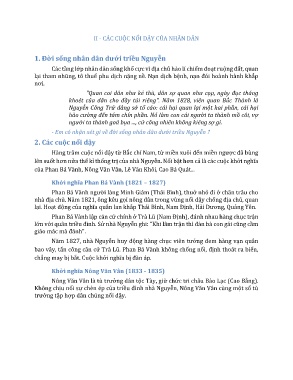 II - CÁC CUỘC NỔI DẬY CỦA NHÂN DÂN
1. Đời sống nhân dân dưới triều Nguyễn
Các tầng lớp nhân dân sống khổ cực vì địa chủ hào lí chiếm đoạt ruộng đất, quan
lại tham nhũng, tô thuế phu dịch nặng nề. Nạn dịch bệnh, nạn đói hoành hành khắp
nơi.
"Quan coi dân như kẻ thù, dân sợ quan như cọp, ngày đục tháng
khoét của dân cho đầy túi riêng". Năm 1828, viên quan Bắc Thành là
Nguyễn Công Trứ dâng sớ tố cáo: cái hại quan lại một hai phần, cái hại
hào cường đến tám chín phần. Nó làm con cái người ta thành mồ côi, vợ
người ta thành goá bụa ..., cứ công nhiên không kiêng sợ gì.
- Em có nhận xét gì về đời sống nhân dân dưới triều Nguyễn ?
2. Các cuộc nổi dậy
Hàng trăm cuộc nổi dậy từ Bắc chí Nam, từ miền xuôi đến miền ngược đã bùng
lên suốt hơn nửa thế kỉ thống trị của nhà Nguyễn. Nổi bật hơn cả là các cuộc khởi nghĩa
của Phan Bá Vành, Nông Văn Vân, Lê Văn Khôi, Cao Bá Quát...
Khởi nghĩa Phan Bá Vành (1821 - 1827)
Phan Bá Vành người làng Minh Giám (Thái Bình), thuở nhỏ đi ở chăn trâu cho
nhà địa chủ. Năm 1821, ông kêu gọi nông dân trong vùng nổi dậy chống địa chủ, quan
lại. Hoạt động của nghĩa quân lan khắp Thái Bình, Nam Định, Hải Dương, Quảng Yên.
Phan Bá Vành lập căn cứ chính ở Trà Lũ (Nam Định), đánh nhau hàng chục trận
lớn với quân triều đình. Sử nhà Nguyễn ghi: "Khi lâm trận thì đàn bà con gái cũng cầm
giáo mác mà đánh".
Năm 1827, nhà Nguyễn huy động hàng chục viên tướng đem hàng vạn quân
bao vây, tấn công căn cứ Trà Lũ. Phan Bá Vành không chống nổi, định thoát ra biển,
chẳng may bị bắt. Cuộc khởi nghĩa bị đàn áp.
Khởi nghĩa Nông Văn Vân (1833 - 1835)
Nông Văn Vân là tù trưởng dân tộc Tày, giữ chức tri châu Bảo Lạc (Cao Bằng).
Không chịu nổi sự chèn ép của triều đình nhà Nguyễn, Nông Văn Vân cùng một số tù
trưởng tập hợp dân chúng nổi dậy.